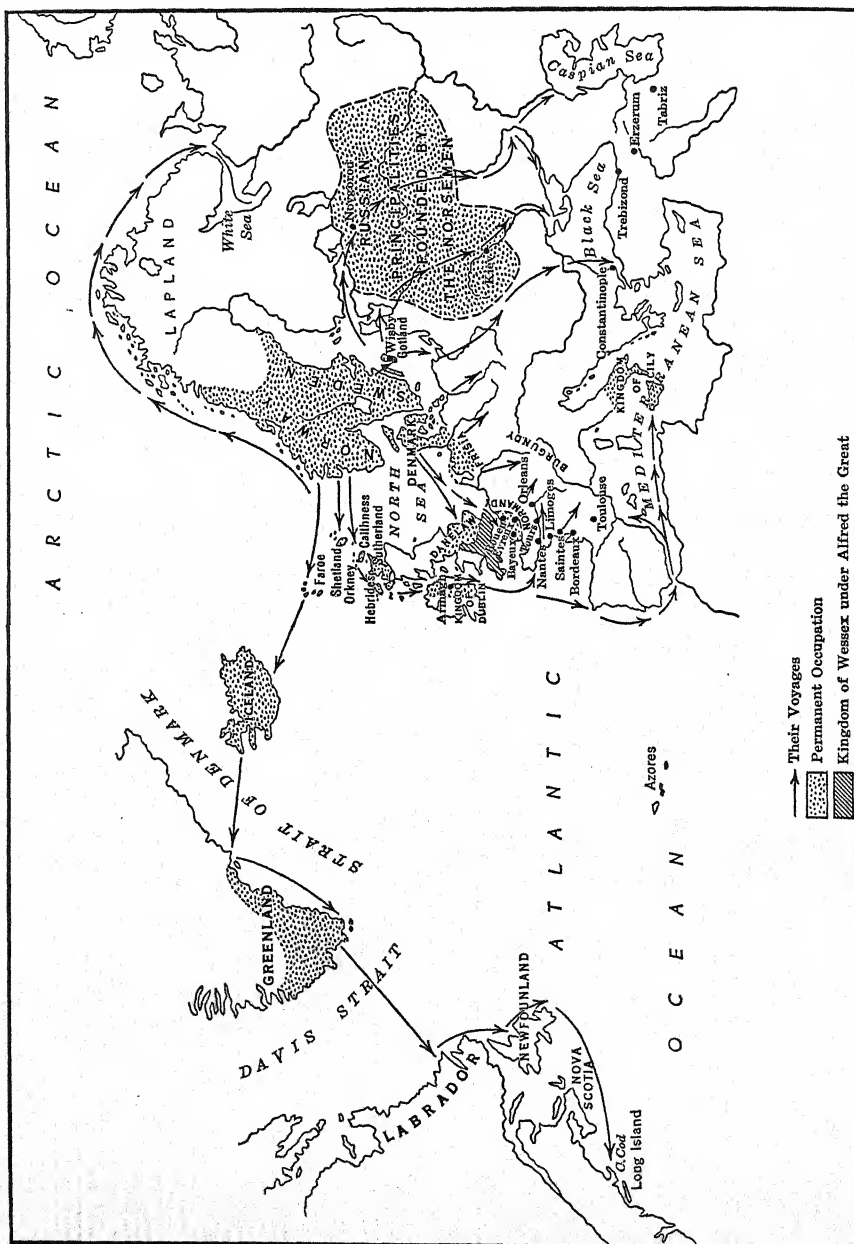 ARCTIC OCEAN
LAPLAND
White
Sea
NORWAY
SWEDEN
Novgorod
RUSSIAN
PRINCIPALITIES
FOUNDED BY
THE NORSEMEN
Wisby
Gotland
Caspian Sea
Erzerum
Tabriz
Trebizond
Black Sea
Constantinople
MEDITERRANEAN SEA
KINGDOM
OF
SICILY
DENMARK
NORTH
SEA
Faroe
Shetland
Orkney
Caithness
Sutherland
Hebrides
Armagh
KINGDOM
OF
DUBLIN
DANELAW
BURGUNDY
Bayeux
Orleans
Tours
Nantes
Limoges
Saintes
Bordeaux
Toulouse
ICELAND
STRAIT OF DENMARK
GREENLAND
DAVIS STRAIT
LABRADOR
NEWFOUNLAND
NOVA
SCOTIA
C. Cod
Long Island
ATLANTIC
OCEAN
Azores
Their Voyages
Permanent Occupation
Kingdom of Wessex under Alfred the Great